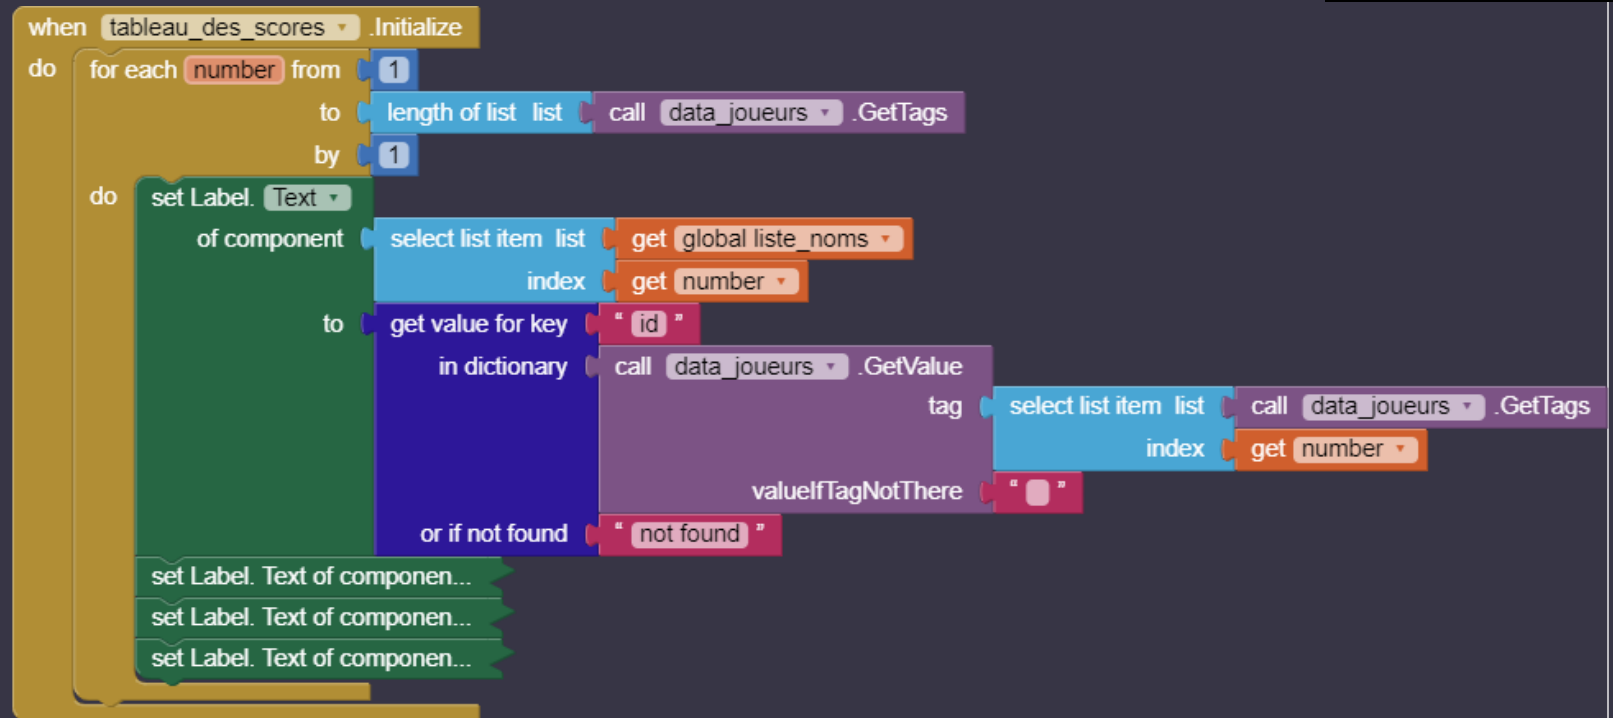 when tableau_des_scores .Initialize
do for each number from 1
to length of list list call data_joueurs .GetTags
by 1
do set Label. Text
of component select list item list get global liste_noms
index get number
to get value for key " id "
in dictionary call data_joueurs .GetValue
tag select list item list call data_joueurs .GetTags
index get number
valueIfTagNotThere " "
or if not found " not found "
set Label. Text of componen...
set Label. Text of componen...
set Label. Text of componen...